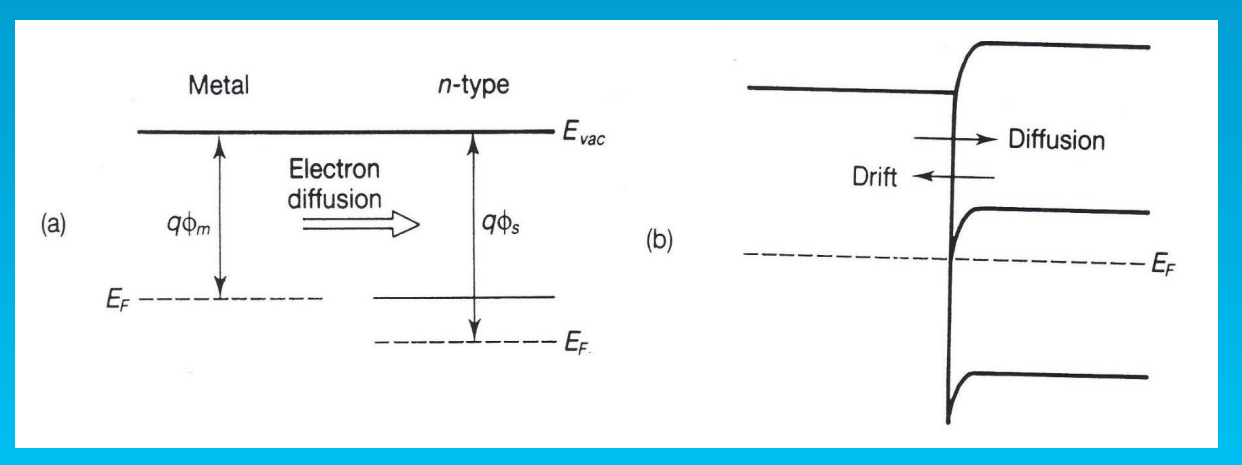 Metal
n-type
E_vac
Electron
diffusion
(a)
qϕ_m
qϕ_s
E_F
E_F.
Diffusion
Drift
(b)
E_F